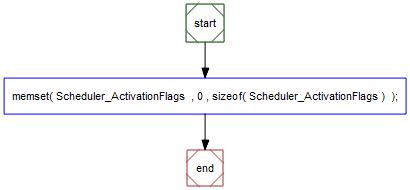 start
memset( Scheduler_ActivationFlags  , 0 , sizeof( Scheduler_ActivationFlags )  );
end